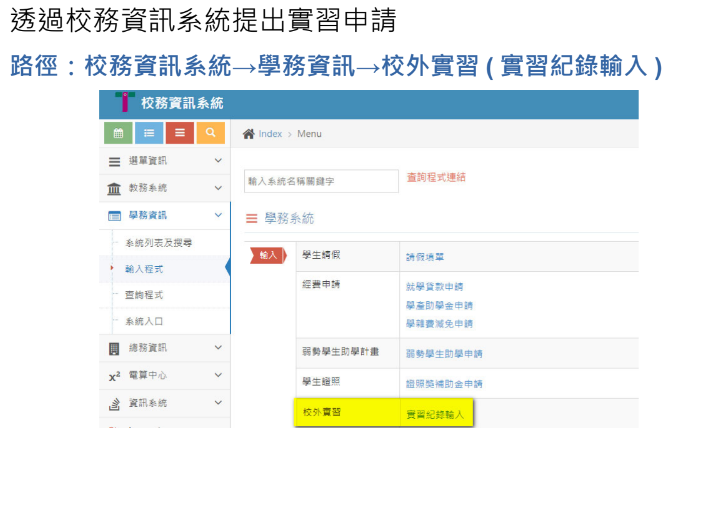 透過校務資訊系統提出實習申請
路徑：校務資訊系統→學務資訊→校外實習 ( 實習紀錄輸入 )
校務資訊系統
Index > Menu
選單資訊
教務系統
學務資訊
系統列表及搜尋
輸入程式
查詢程式
系統入口
總務資訊
電算中心
資訊系統
輸入系統名稱關鍵字
查詢程式連結
學務系統
輸入
學生請假
請假填單
經費申請
就學貸款申請
學產助學金申請
學雜費減免申請
弱勢學生助學計畫
弱勢學生助學申請
學生證照
證照獎補助金申請
校外實習
實習紀錄輸入